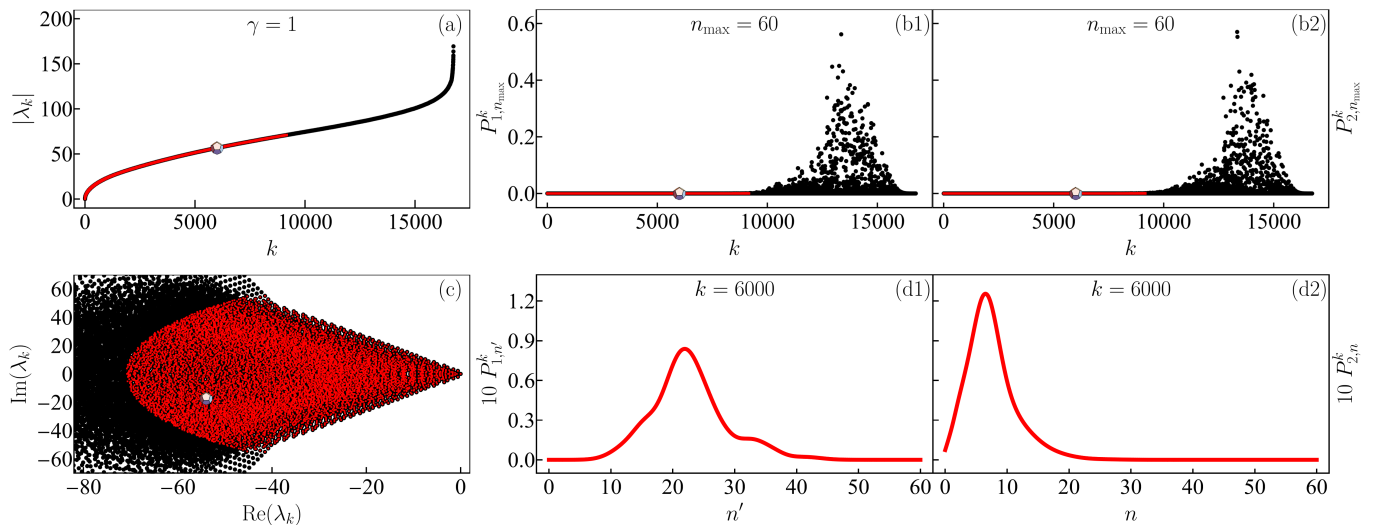 (a)
γ = 1
|λₖ|
200
150
100
50
0
0
5000
10000
15000
k
(b1)
n_max = 60
P^k_{1,n_max}
0.6
0.4
0.2
0.0
0
5000
10000
15000
k
(b2)
n_max = 60
P^k_{2,n_max}
0
5000
10000
15000
k
(c)
Im(λₖ)
60
40
20
0
−20
−40
−60
−80
−60
−40
−20
0
Re(λₖ)
(d1)
k = 6000
10 P^k_{1,n′}
1.2
0.9
0.6
0.3
0.0
0
10
20
30
40
50
60
n′
(d2)
k = 6000
10 P^k_{2,n}
0
10
20
30
40
50
60
n